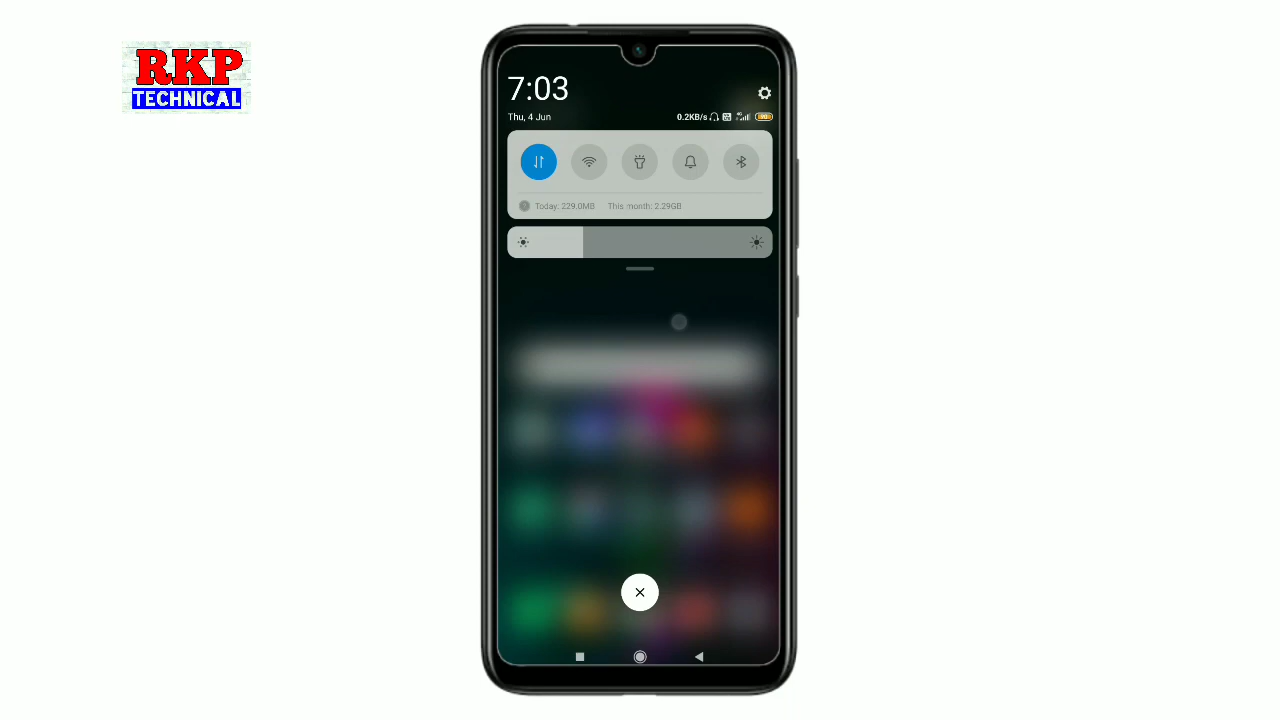 RKP
TECHNICAL
7:03
Thu, 4 Jun
0.2KB/s
Today: 229.0MB This month: 2.29GB